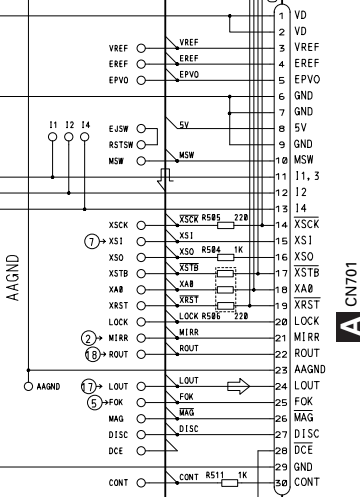 1 VD
2 VD
VREF VREF 3 VREF
EREF EREF 4 EREF
EPVO EPVO 5 EPVO
6 GND
7 GND
I1 I2 I4
EJSW 5V 8 5V
RSTSW 9 GND
MSW MSW 10 MSW
11 I1,3
12 I2
13 I4
XSCK XSCK R505 220 14 XSCK
7 XSI XSI 15 XSI
XSO XSO R504 1K 16 XSO
XSTB XSTB 17 XSTB
XA0 XA0 18 XA0
XRST XRST 19 XRST
LOCK LOCK R506 220 20 LOCK
2 MIRR MIRR 21 MIRR
18 ROUT ROUT 22 ROUT
23 AAGND
AAGND 17 LOUT LOUT 24 LOUT
5 FOK FOK 25 FOK
MAG MAG 26 MAG
DISC DISC 27 DISC
DCE 28 DCE
29 GND
CONT CONT R511 1K 30 CONT
AAGND
A CN701